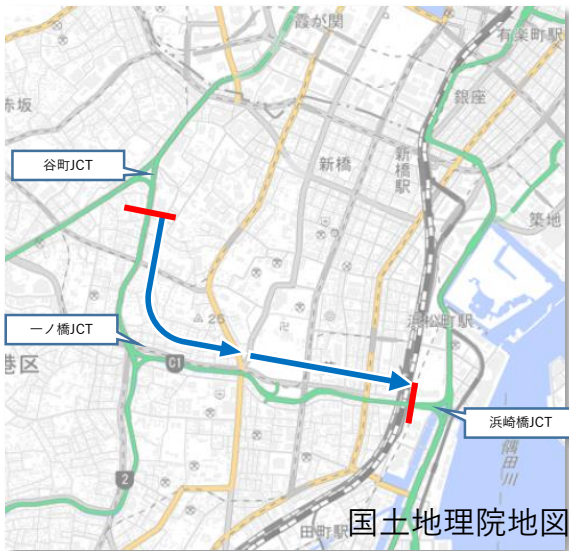 霞が関
有楽町駅
赤坂
銀座
谷町JCT
新橋
新橋駅
築地
25
浜松町駅
一ノ橋JCT
港区
C1
浜崎橋JCT
隅田川
2
田町駅
国土地理院地図